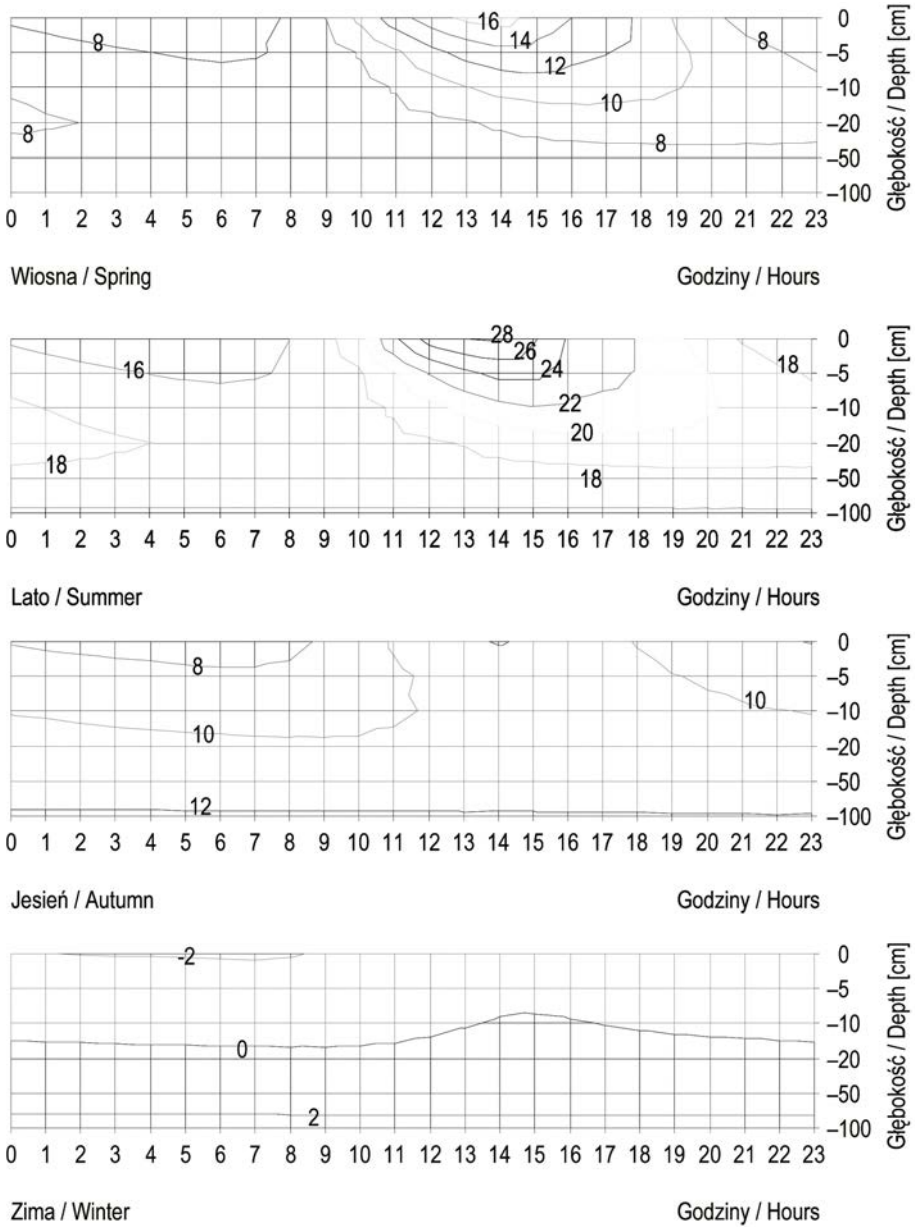 16 0
8 14 8 –5
12
10 –10
8 8 –20
–50
–100
Głębokość / Depth [cm]
0 1 2 3 4 5 6 7 8 9 10 11 12 13 14 15 16 17 18 19 20 21 22 23
Wiosna / Spring Godziny / Hours
28 0
26
16 24 18 –5
22 –10
20 –20
18 18 –50
–100
Głębokość / Depth [cm]
0 1 2 3 4 5 6 7 8 9 10 11 12 13 14 15 16 17 18 19 20 21 22 23
Lato / Summer Godziny / Hours
0
8 –5
10 –10
10 –20
–50
12 –100
Głębokość / Depth [cm]
0 1 2 3 4 5 6 7 8 9 10 11 12 13 14 15 16 17 18 19 20 21 22 23
Jesień / Autumn Godziny / Hours
-2 0
–5
–10
0 –20
–50
2 –100
Głębokość / Depth [cm]
0 1 2 3 4 5 6 7 8 9 10 11 12 13 14 15 16 17 18 19 20 21 22 23
Zima / Winter Godziny / Hours